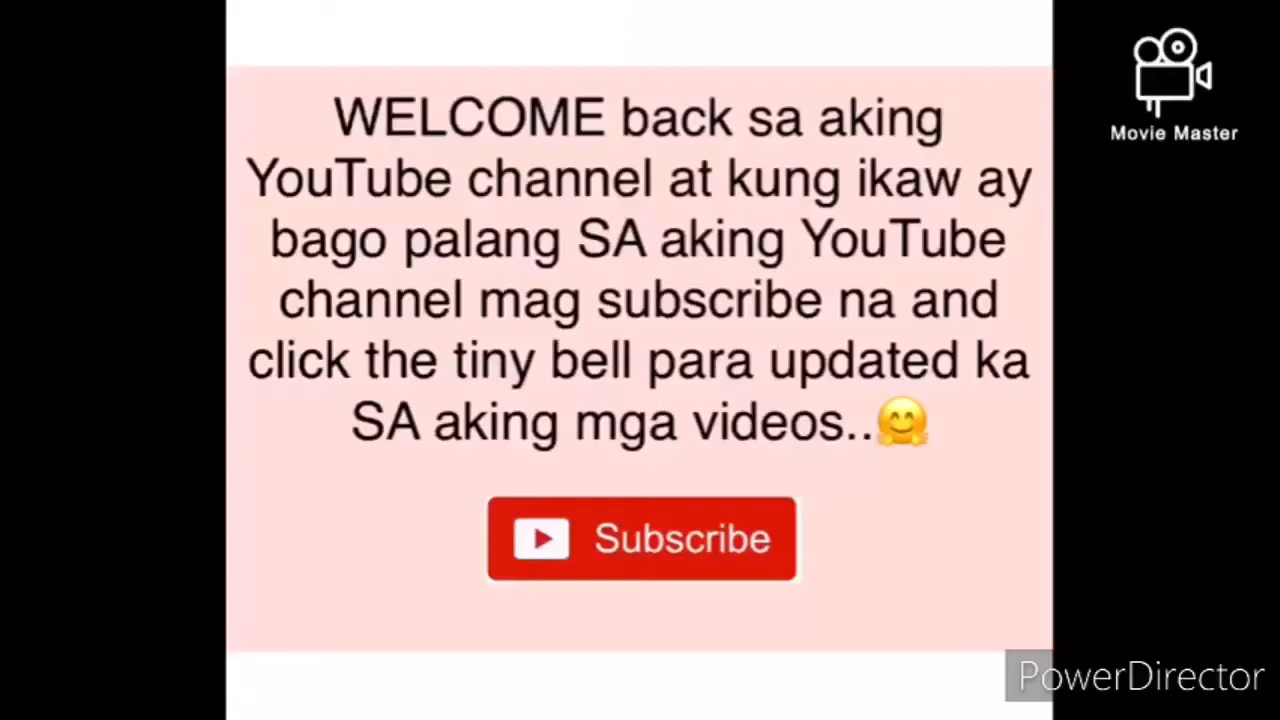 WELCOME back sa aking
YouTube channel at kung ikaw ay
bago palang SA aking YouTube
channel mag subscribe na and
click the tiny bell para updated ka
SA aking mga videos..🤗
Subscribe
Movie Master
PowerDirector